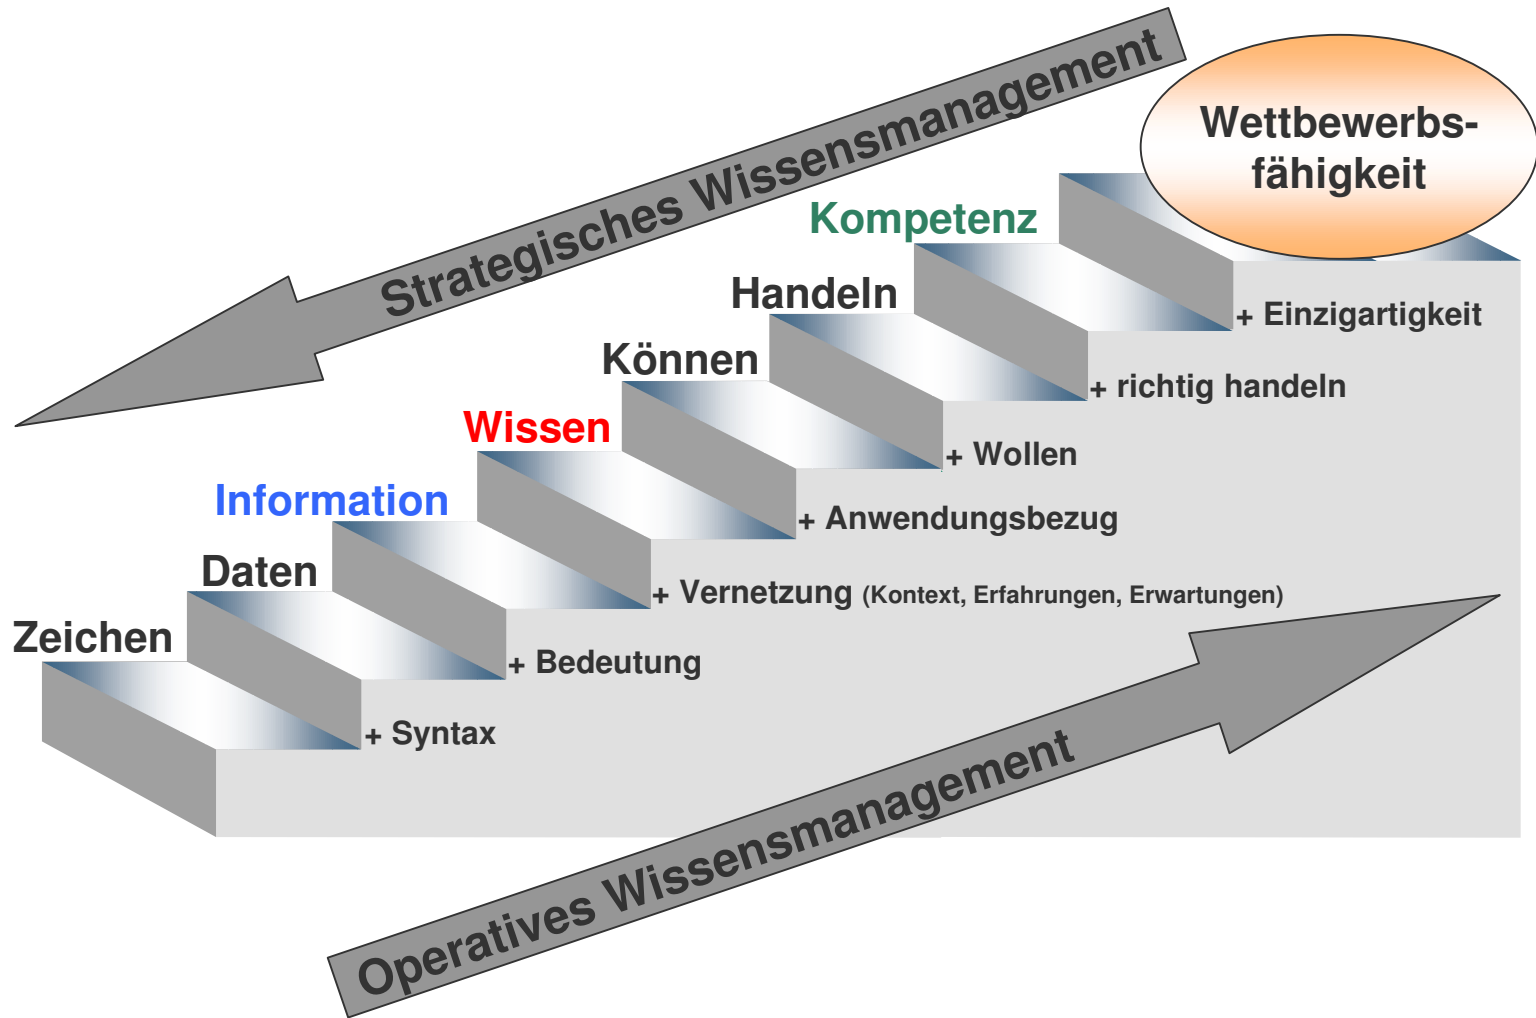 Strategisches Wissensmanagement
Wettbewerbs-
fähigkeit
Kompetenz
Handeln
+ Einzigartigkeit
Können
+ richtig handeln
Wissen
+ Wollen
Information
+ Anwendungsbezug
Daten
+ Vernetzung (Kontext, Erfahrungen, Erwartungen)
Zeichen
+ Bedeutung
+ Syntax
Operatives Wissensmanagement